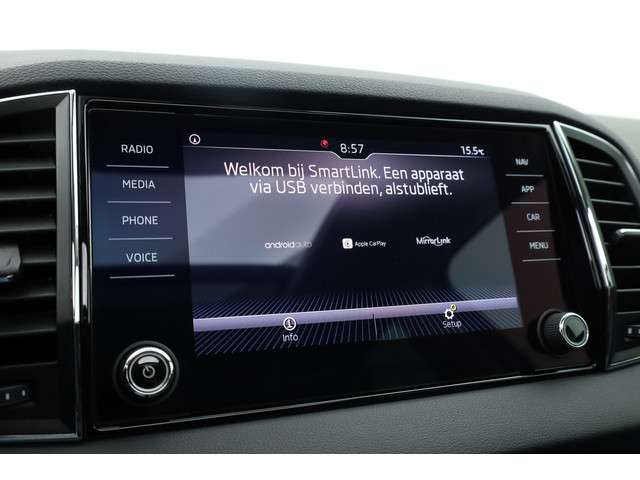 8:57
15.5°C
RADIO
MEDIA
PHONE
VOICE
Welkom bij SmartLink. Een apparaat
via USB verbinden, alstublieft.
androidauto
Apple CarPlay
MirrorLink
Info
Setup
NAV
APP
CAR
MENU